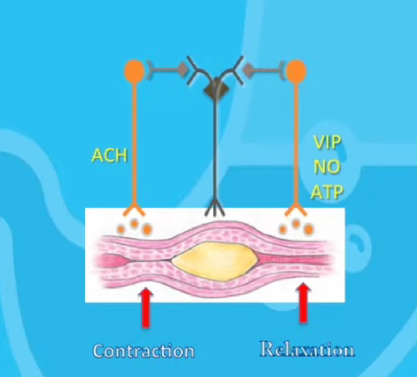 ACH
VIP
NO
ATP
Contraction
Relaxation